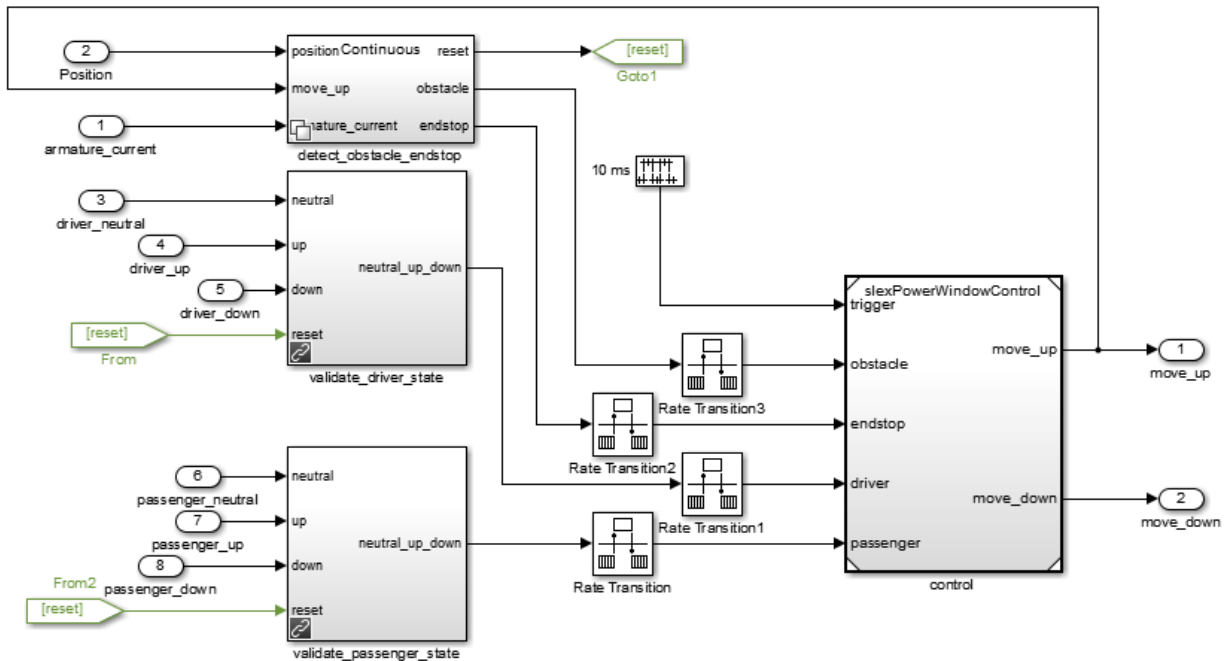 2
Position
position
Continuous
reset
move_up
obstacle
1
armature_current
mature_current
endstop
detect_obstacle_endstop
[reset]
Goto1
10 ms
3
driver_neutral
neutral
4
driver_up
up
neutral_up_down
5
driver_down
down
[reset]
From
reset
validate_driver_state
slexPowerWindowControl
trigger
obstacle
endstop
driver
passenger
move_up
move_down
control
1
move_up
2
move_down
Rate Transition3
Rate Transition2
Rate Transition1
Rate Transition
6
passenger_neutral
neutral
7
passenger_up
up
neutral_up_down
8
passenger_down
down
From2
[reset]
reset
validate_passenger_state